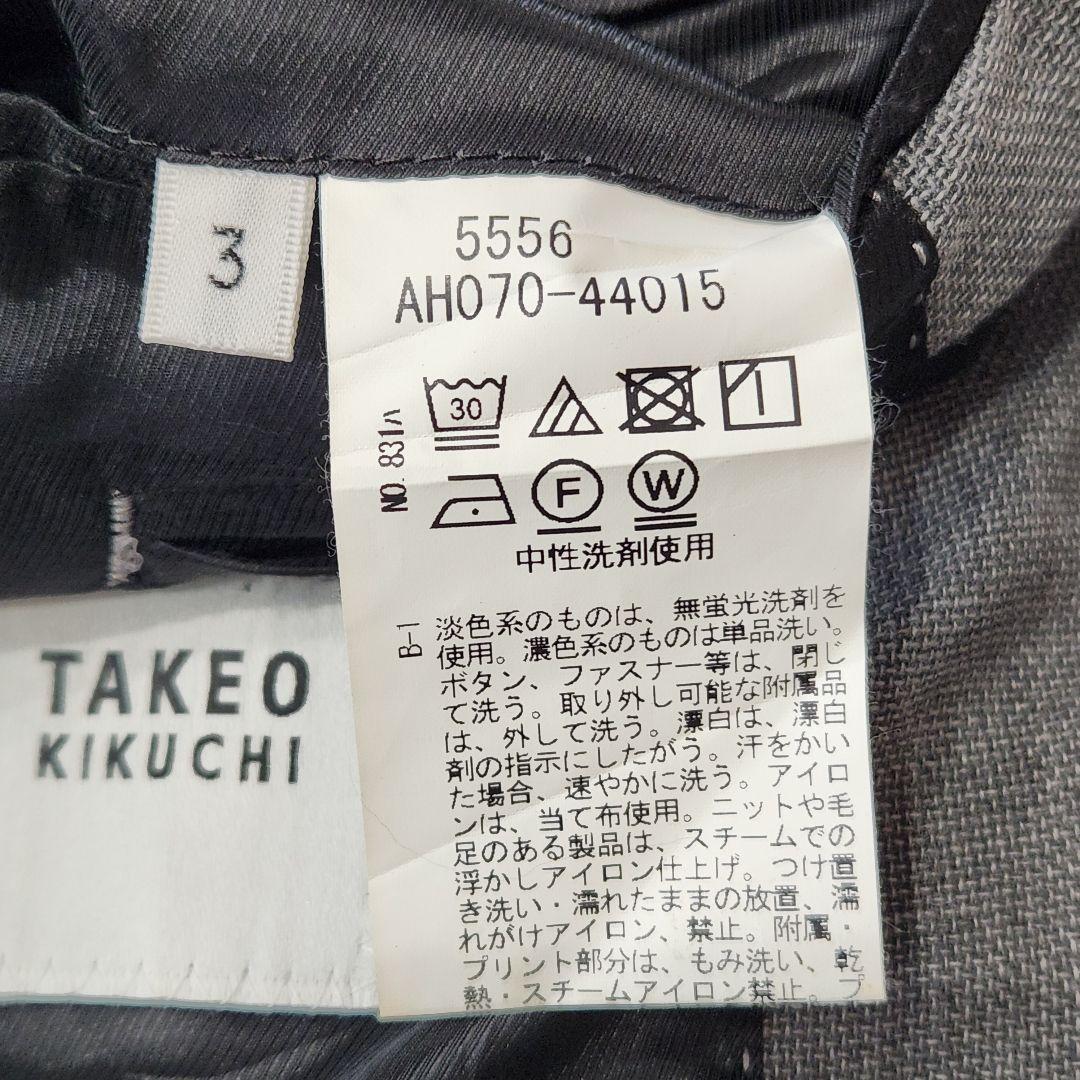 3
5556
AH070-44015
NO. 831A
30
F
W
中性洗剤使用
B-1
淡色系のものは、無蛍光洗剤を
使用。濃色系のものは単品洗い。
ボタン、ファスナー等は、閉じ
て洗う。取り外し可能な附属品
は、外して洗う。漂白は、漂白
剤の指示にしたがう。汗をかい
た場合、速やかに洗う。アイロ
ンは、当て布使用。ニットや毛
足のある製品は、スチームでの
浮かしアイロン仕上げ。つけ置
き洗い・濡れたままの放置、濡
れがけアイロン、禁止。附属・
プリント部分は、もみ洗い、乾
熱・スチームアイロン禁止。プ
TAKEO
KIKUCHI